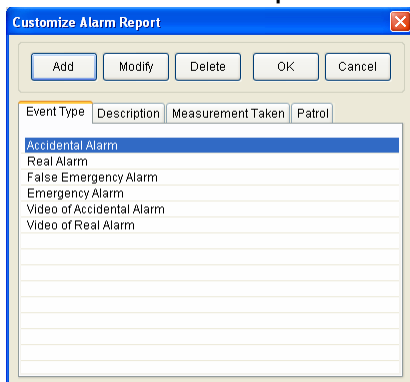 Customize Alarm Report
Add Modify Delete OK Cancel
Event Type Description Measurement Taken Patrol
Accidental Alarm
Real Alarm
False Emergency Alarm
Emergency Alarm
Video of Accidental Alarm
Video of Real Alarm